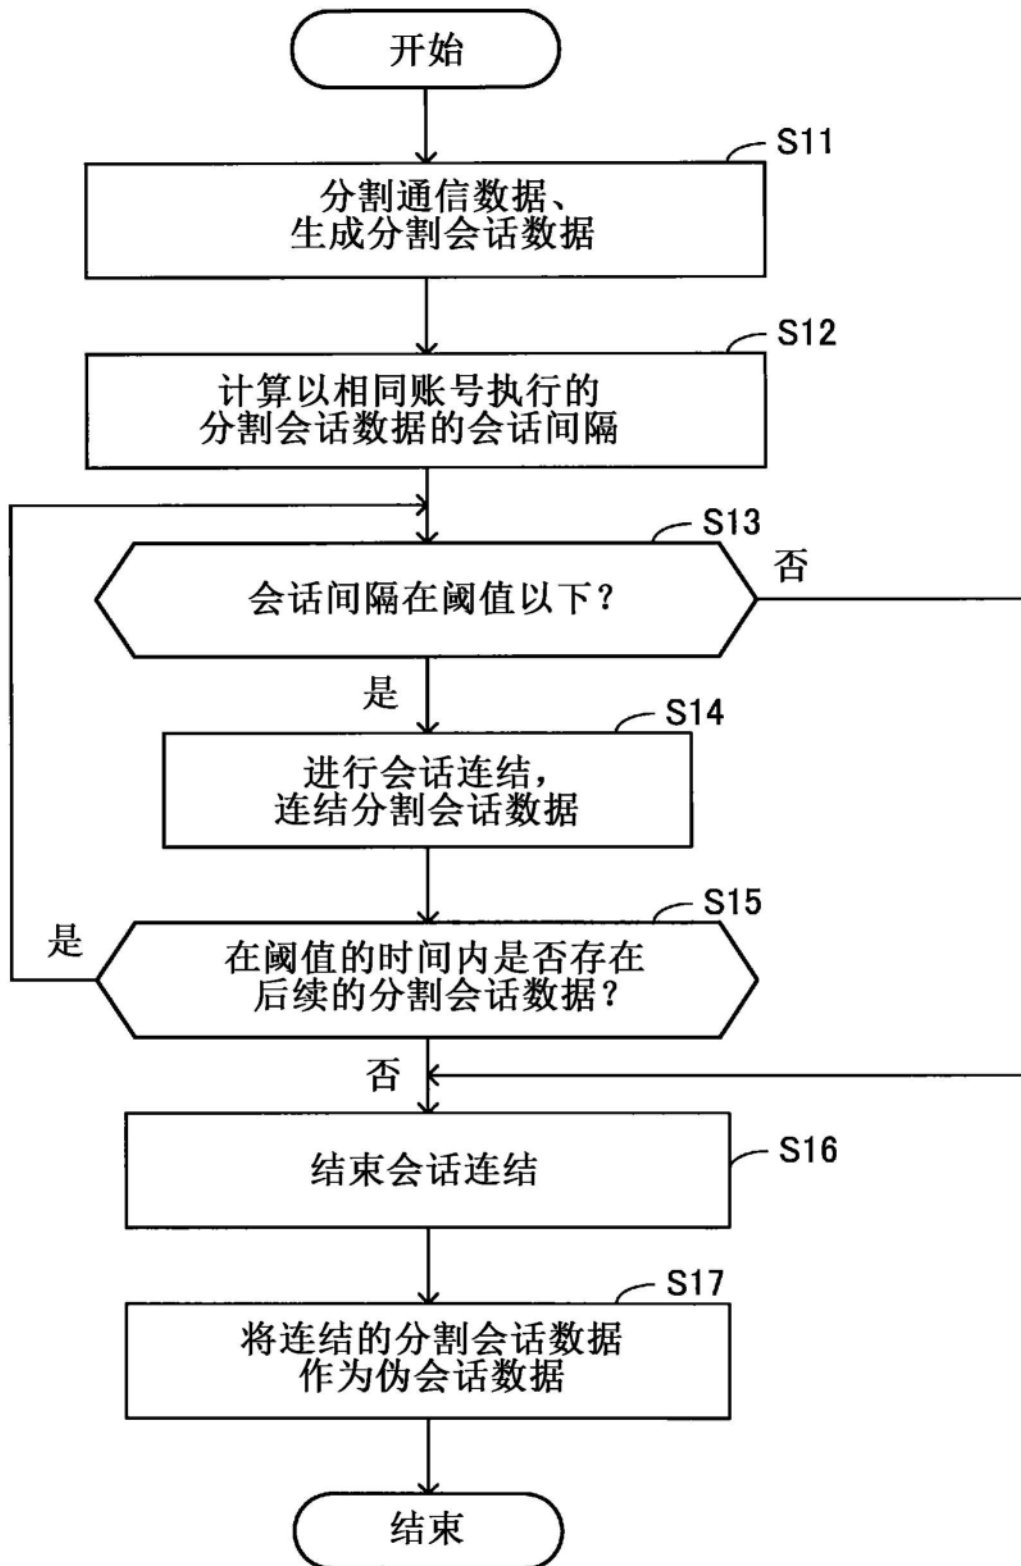 开始
S11
分割通信数据、
生成分割会话数据
S12
计算以相同账号执行的
分割会话数据的会话间隔
S13
会话间隔在阈值以下？
否
是
S14
进行会话连结，
连结分割会话数据
S15
是
在阈值的时间内是否存在
后续的分割会话数据？
否
结束会话连结
S16
S17
将连结的分割会话数据
作为伪会话数据
结束